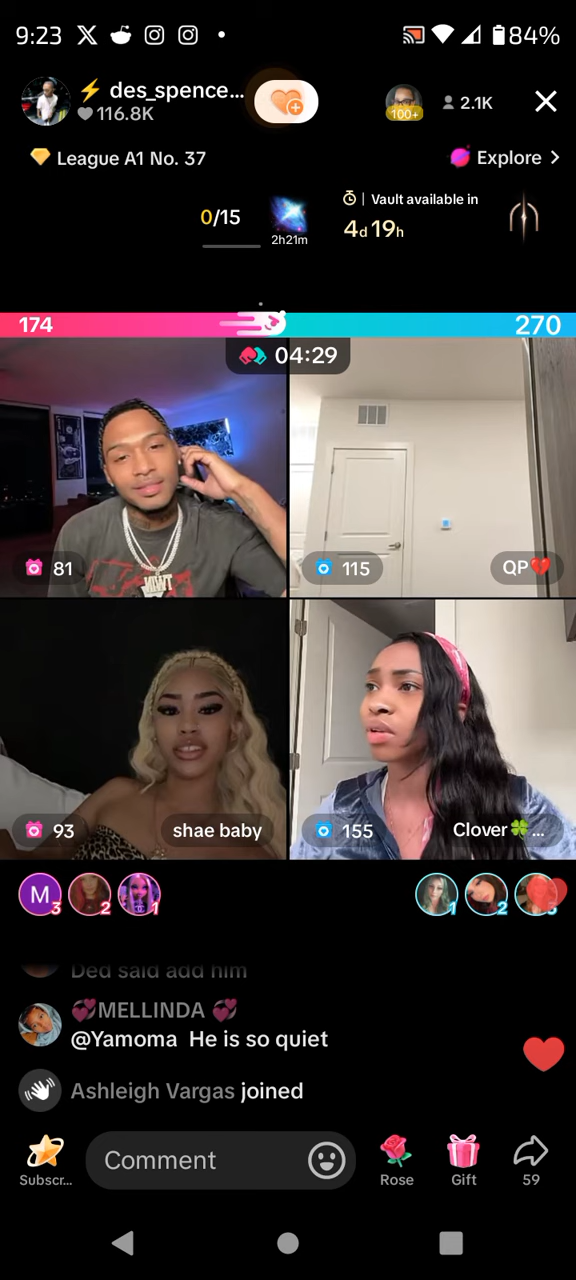 9:23
84%
⚡ des_spence...
116.8K
100+
2.1K
League A1 No. 37
Explore >
0/15
2h21m
Vault available in
4d 19h
174
270
04:29
81
115
QP💔
93
shae baby
155
Clover🍀...
M
3
2
1
1
2
Ded said add him
💞MELLINDA 💞
@Yamoma He is so quiet
Ashleigh Vargas joined
Comment
Subscr...
Rose
Gift
59